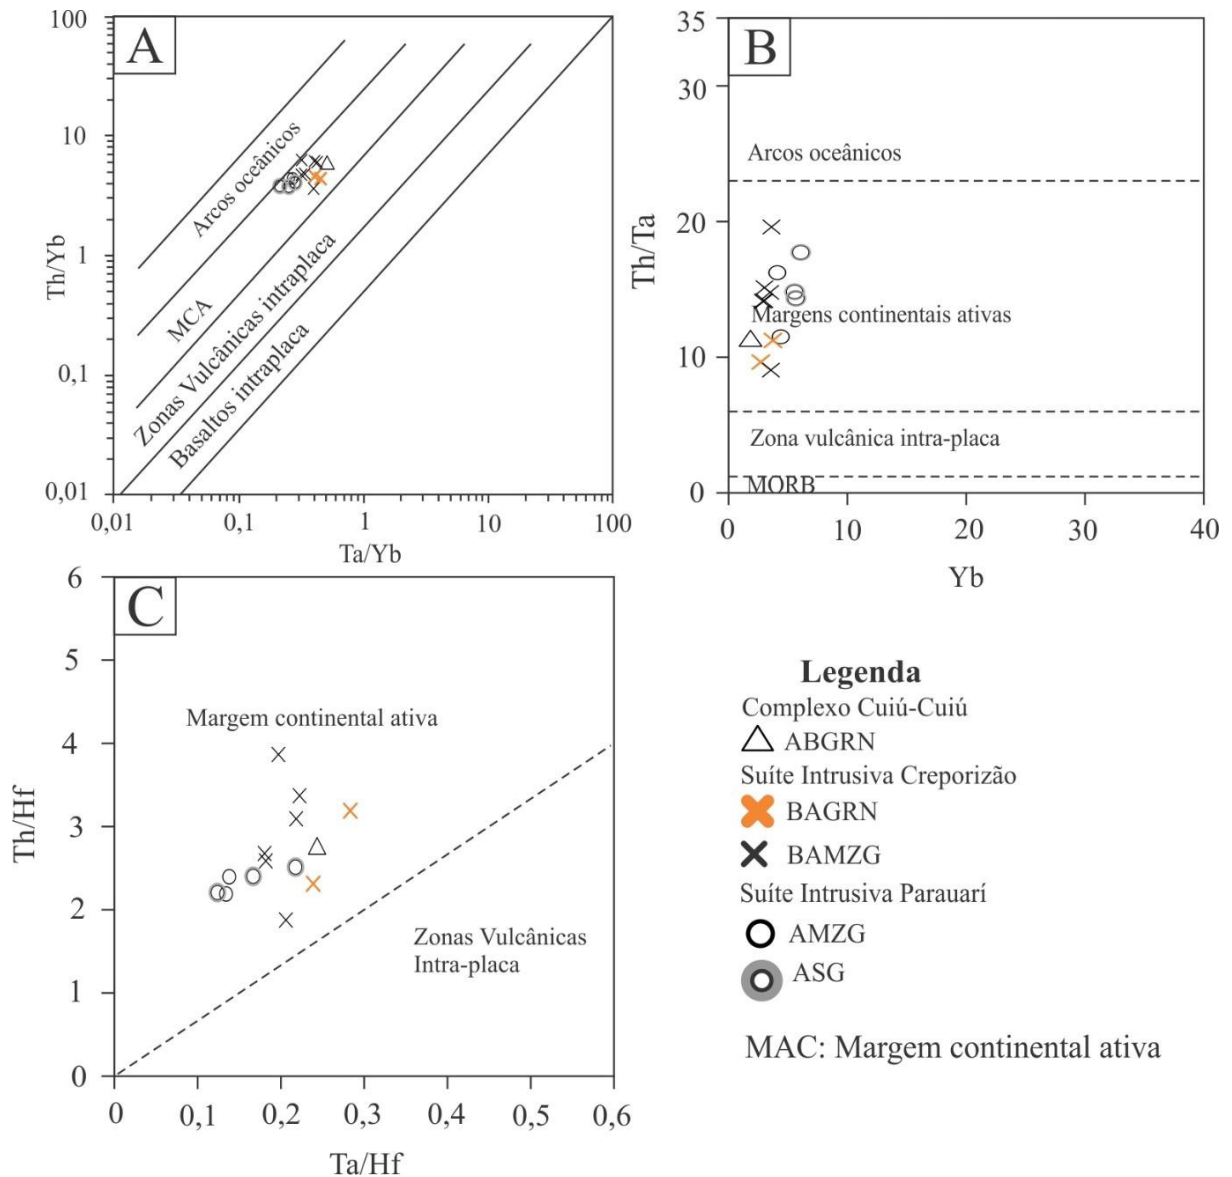 A
100
10
1
0,1
0,01
Th/Yb
Arcos oceânicos
MCA
Zonas Vulcânicas intraplaca
Basaltos intraplaca
0,01
0,1
1
10
100
Ta/Yb
B
35
30
20
10
0
Th/Ta
Arcos oceânicos
Margens continentais ativas
Zona vulcânica intra-placa
MORB
0
10
20
30
40
Yb
C
6
5
4
3
2
1
0
Th/Hf
Margem continental ativa
Zonas Vulcânicas
Intra-placa
0
0,1
0,2
0,3
0,4
0,5
0,6
Ta/Hf
Legenda
Complexo Cuiú-Cuiú
ABGRN
Suíte Intrusiva Creporizão
BAGRN
BAMZG
Suíte Intrusiva Parauarí
AMZG
ASG
MAC: Margem continental ativa